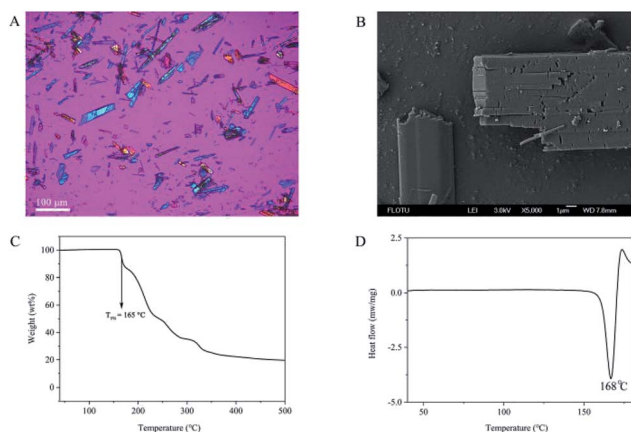 A
100 μm
B
FLOTU LEI 3.0kV X5,000 1μm WD 7.8mm
C
Weight (wt%)
100
80
60
40
20
0
Tm = 165 °C
100 200 300 400 500
Temperature (°C)
D
Heat flow (mw/mg)
2.5
0.0
-2.5
-5.0
168 °C
50 100 150
Temperature (°C)